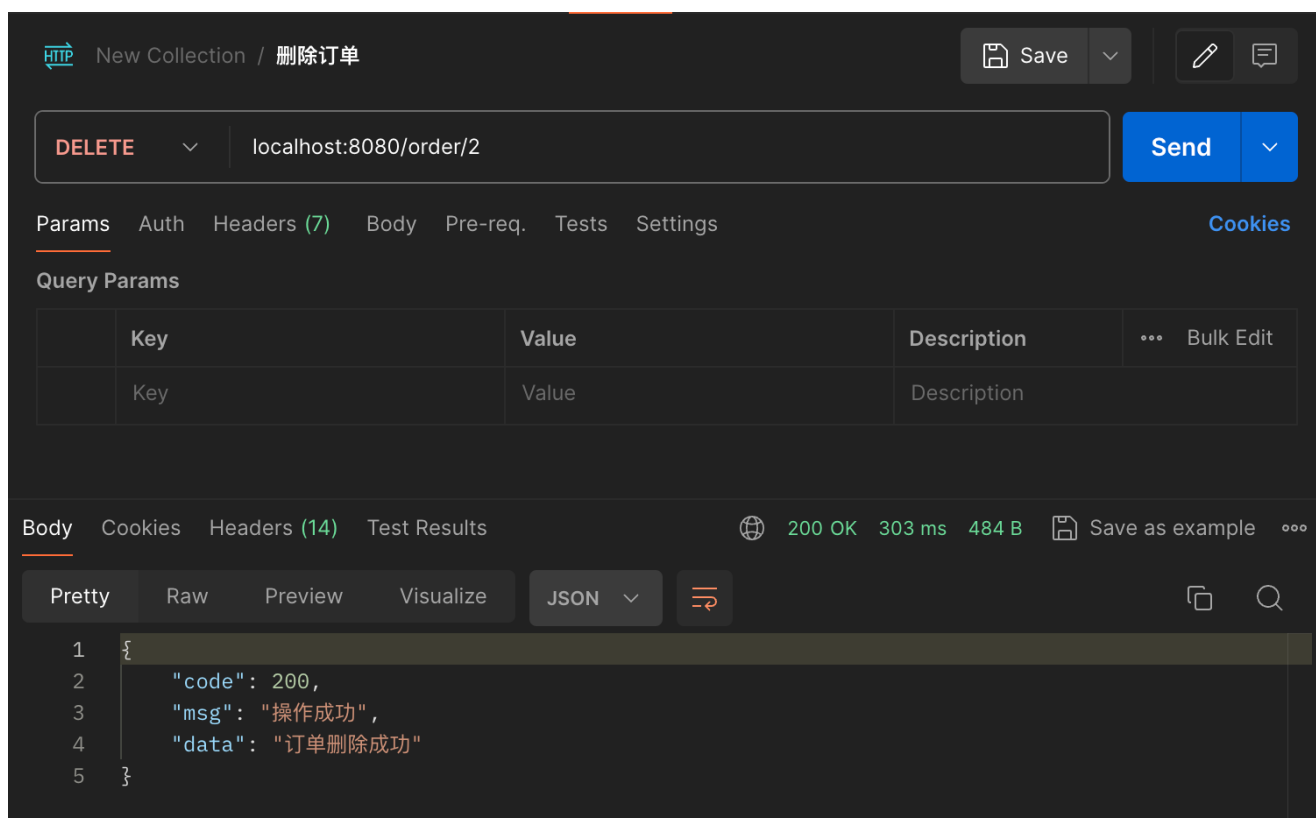 HTTP New Collection / 删除订单 Save
DELETE localhost:8080/order/2 Send
Params Auth Headers (7) Body Pre-req. Tests Settings Cookies
Query Params
Key Value Description Bulk Edit
Key Value Description
Body Cookies Headers (14) Test Results 200 OK 303 ms 484 B Save as example
Pretty Raw Preview Visualize JSON
1 {
2 "code": 200,
3 "msg": "操作成功",
4 "data": "订单删除成功"
5 }